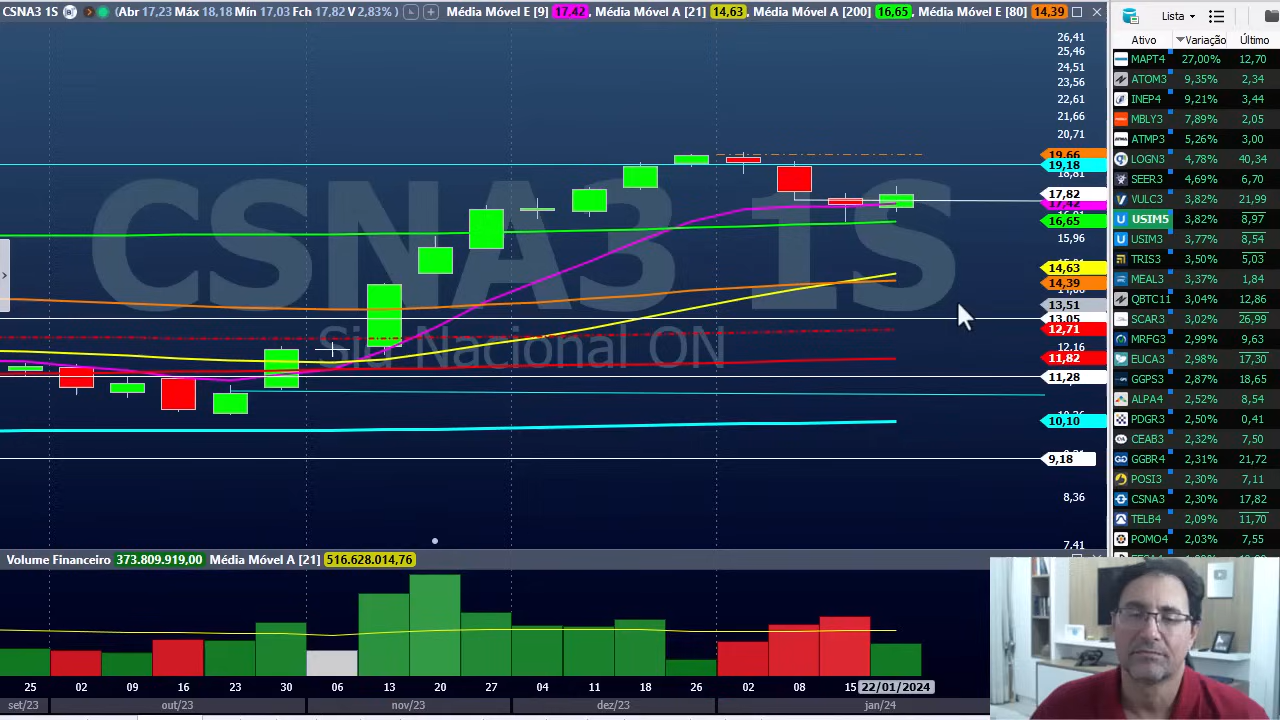 CSNA3 1S (Abr 17,23 Máx 18,18 Mín 17,03 Fch 17,82 V 2,83% ) Média Móvel E [9] 17,42, Média Móvel A [21] 14,63, Média Móvel A [200] 16,65, Média Móvel E [80] 14,39
CSNA3 1S
Sid Nacional ON
26,41
25,46
24,51
23,56
22,61
21,66
20,71
19,66
19,18
18,81
17,82
17,42
16,65
15,96
14,63
14,39
13,51
13,05
12,71
12,16
11,82
11,28
10,10
9,18
8,36
7,41
Volume Financeiro 373.809.919,00 Média Móvel A [21] 516.628.014,76
25 02 09 16 23 30 06 13 20 27 04 11 18 26 02 08 15 22/01/2024
set/23 out/23 nov/23 dez/23 jan/24
Lista
Ativo Variação Último
MAPT4 27,00% 12,70
ATOM3 9,35% 2,34
INEP4 9,21% 3,44
MBLY3 7,89% 2,05
ATMP3 5,26% 3,00
LOGN3 4,78% 40,34
SEER3 4,69% 6,70
VULC3 3,82% 21,99
USIM5 3,82% 8,97
USIM3 3,77% 8,54
TRIS3 3,50% 5,03
MEAL3 3,37% 1,84
QBTC11 3,04% 12,86
SCAR3 3,02% 26,99
MRFG3 2,99% 9,63
EUCA3 2,88% 17,30
GGPS3 2,87% 18,65
ALPA4 2,52% 8,54
PDGR3 2,50% 0,41
CEAB3 2,32% 7,50
GGBR4 2,31% 21,72
POSI3 2,30% 7,11
CSNA3 2,30% 17,82
TELB4 2,09% 11,70
POMO4 2,03% 7,55